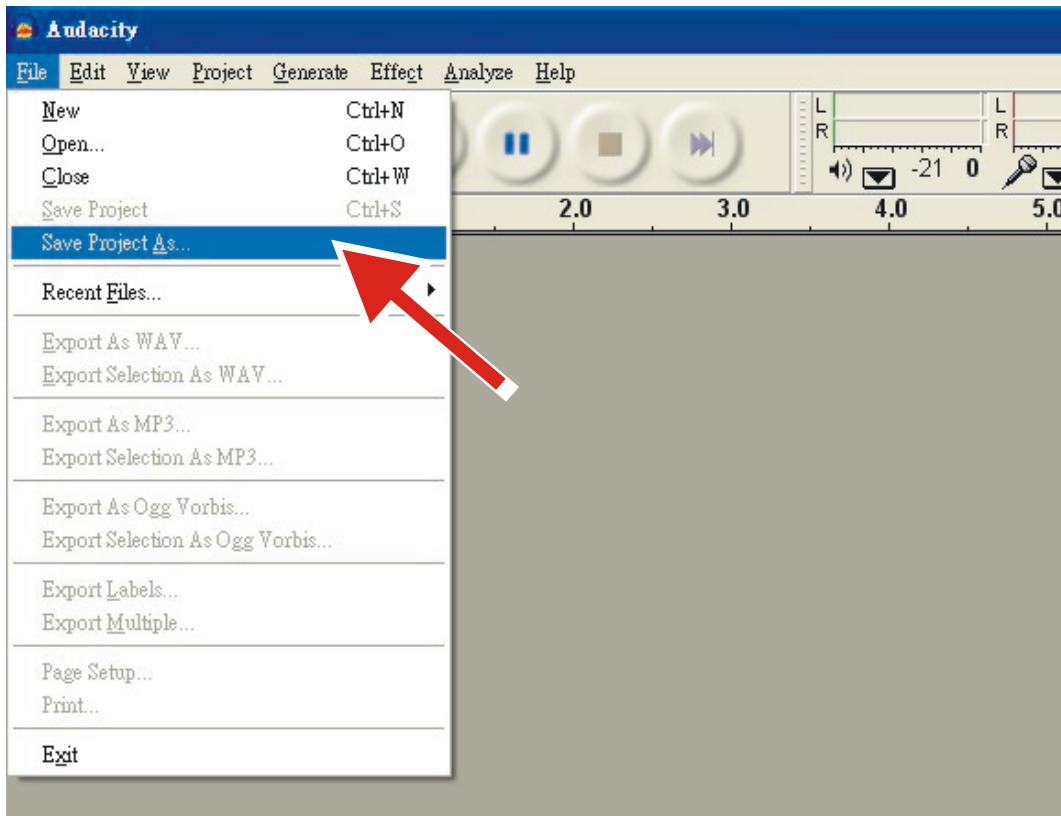 Audacity
File Edit View Project Generate Effect Analyze Help
New Ctrl+N
Open... Ctrl+O
Close Ctrl+W
Save Project Ctrl+S
Save Project As...
Recent Files...
Export As WAV...
Export Selection As WAV...
Export As MP3...
Export Selection As MP3...
Export As Ogg Vorbis...
Export Selection As Ogg Vorbis...
Export Labels...
Export Multiple...
Page Setup...
Print...
Exit
L L
R R
-21 0
2.0 3.0 4.0 5.0